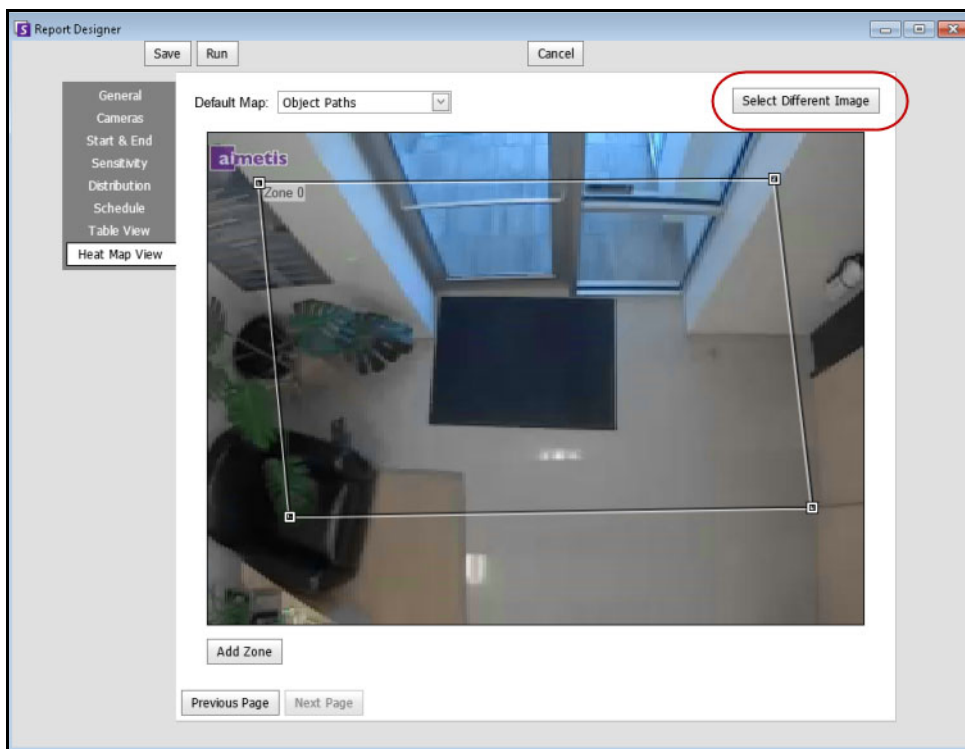 Report Designer
Save Run Cancel
General
Cameras
Start & End
Sensitivity
Distribution
Schedule
Table View
Heat Map View
Default Map: Object Paths
Select Different Image
aimetis
Zone 0
Add Zone
Previous Page Next Page